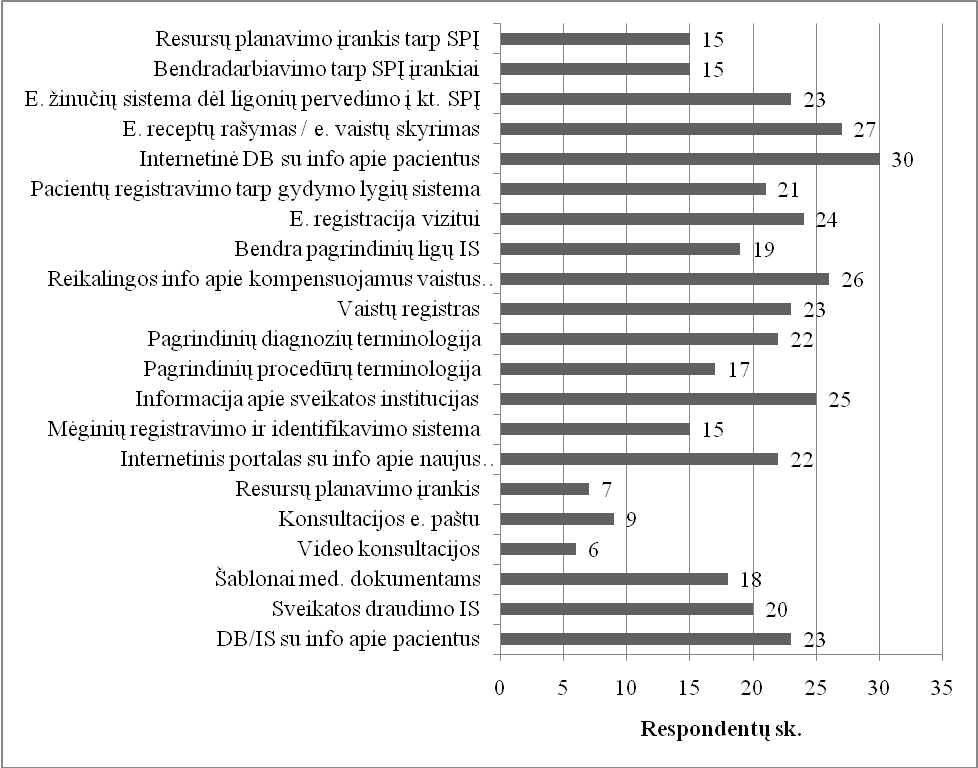 Resursų planavimo įrankis tarp SPĮ 15
Bendradarbiavimo tarp SPĮ įrankiai 15
E. žinučių sistema dėl ligonių pervedimo į kt. SPĮ 23
E. receptų rašymas / e. vaistų skyrimas 27
Internetinė DB su info apie pacientus 30
Pacientų registravimo tarp gydymo lygių sistema 21
E. registracija vizitui 24
Bendra pagrindinių ligų IS 19
Reikalingos info apie kompensuojamus vaistus.. 26
Vaistų registras 23
Pagrindinių diagnozių terminologija 22
Pagrindinių procedūrų terminologija 17
Informacija apie sveikatos institucijas 25
Mėginių registravimo ir identifikavimo sistema 15
Internetinis portalas su info apie naujus.. 22
Resursų planavimo įrankis 7
Konsultacijos e. paštu 9
Video konsultacijos 6
Šablonai med. dokumentams 18
Sveikatos draudimo IS 20
DB/IS su info apie pacientus 23
0 5 10 15 20 25 30 35
Respondentų sk.